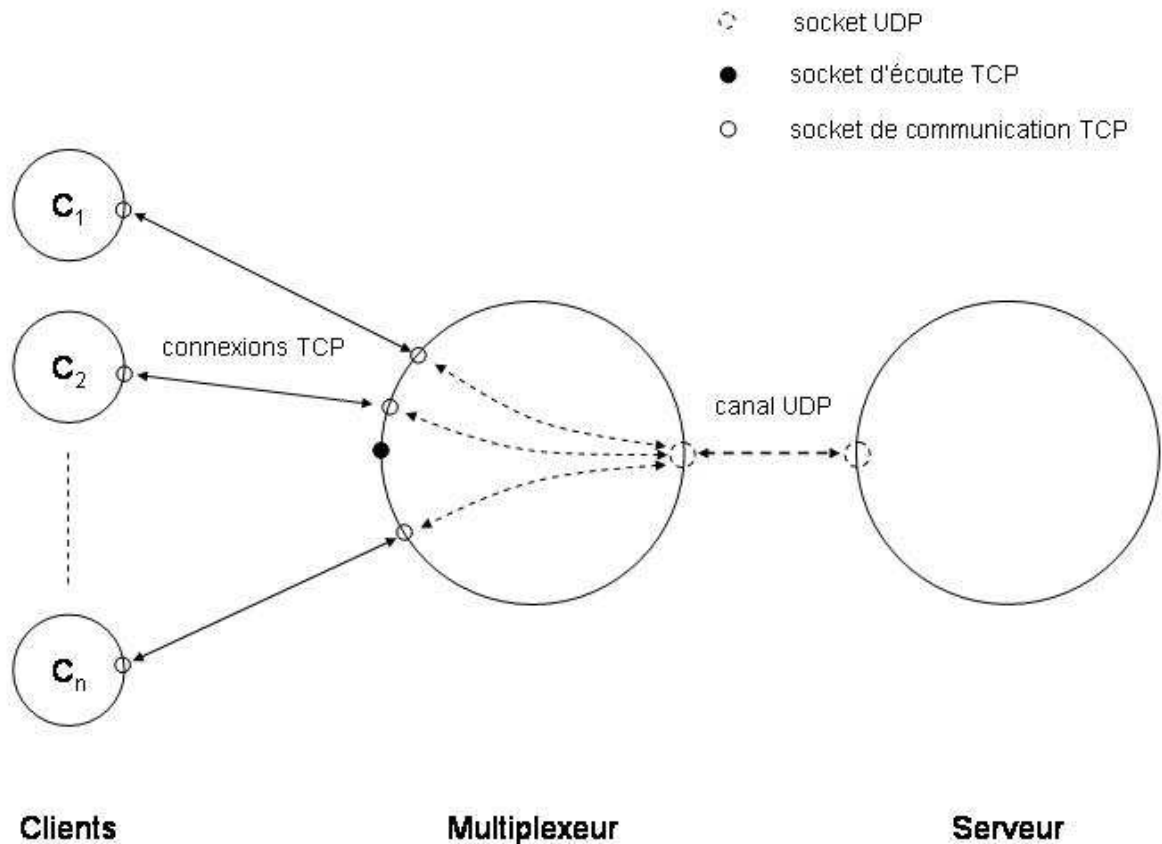 socket UDP
socket d'écoute TCP
socket de communication TCP
C1
C2
connexions TCP
canal UDP
Cn
Clients
Multiplexeur
Serveur